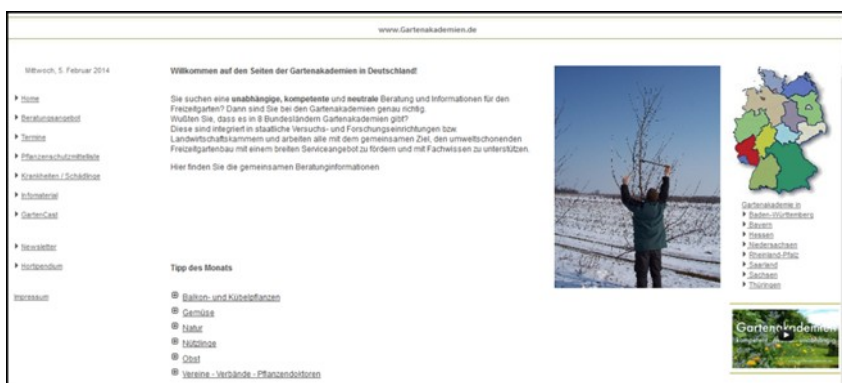 www.Gartenakademien.de
Mittwoch, 5. Februar 2014
Home
Beratungsangebot
Termine
Pflanzenschutzmittelliste
Krankheiten / Schädlinge
Infomaterial
GartenCast
Newsletter
Hortipendium
Impressum
Willkommen auf den Seiten der Gartenakademien in Deutschland!
Sie suchen eine unabhängige, kompetente und neutrale Beratung und Informationen für den
Freizeitgarten? Dann sind Sie bei den Gartenakademien genau richtig.
Wußten Sie, dass es in 8 Bundesländern Gartenakademien gibt?
Diese sind integriert in staatliche Versuchs- und Forschungseinrichtungen bzw.
Landwirtschaftskammern und arbeiten alle mit dem gemeinsamen Ziel, den umweltschonenden
Freizeitgartenbau mit einem breiten Serviceangebot zu fördern und mit Fachwissen zu unterstützen.
Hier finden Sie die gemeinsamen Beratunginformationen
Tipp des Monats
Balkon- und Kübelpflanzen
Gemüse
Natur
Nützlinge
Obst
Vereine - Verbände - Pflanzendoktoren
Gartenakademie in
Baden-Württemberg
Bayern
Hessen
Niedersachsen
Rheinland-Pfalz
Saarland
Sachsen
Thüringen
Gartenakademien